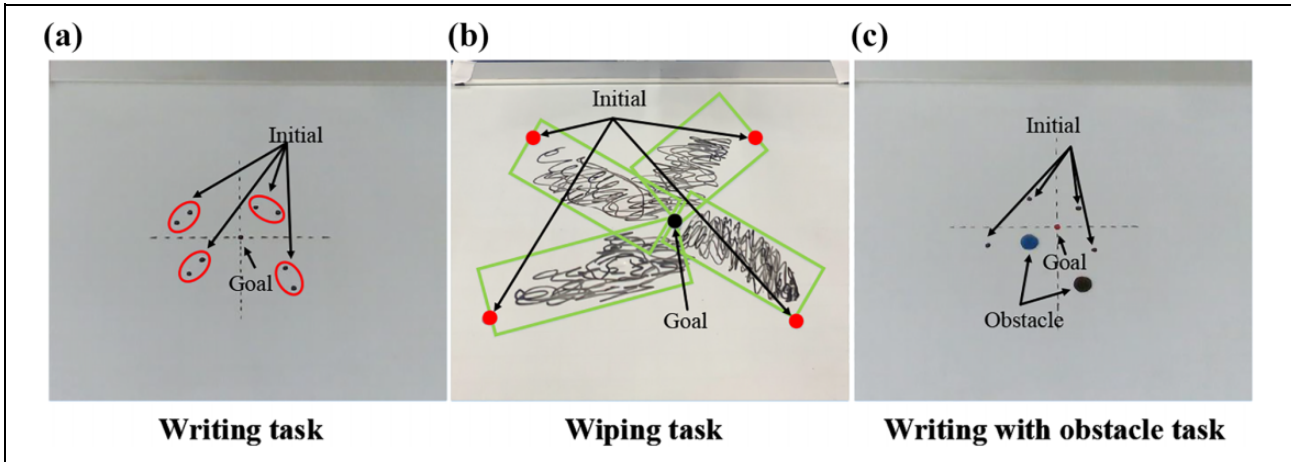 (a)
(b)
(c)
Initial
Goal
Initial
Goal
Initial
Goal
Obstacle
Writing task
Wiping task
Writing with obstacle task